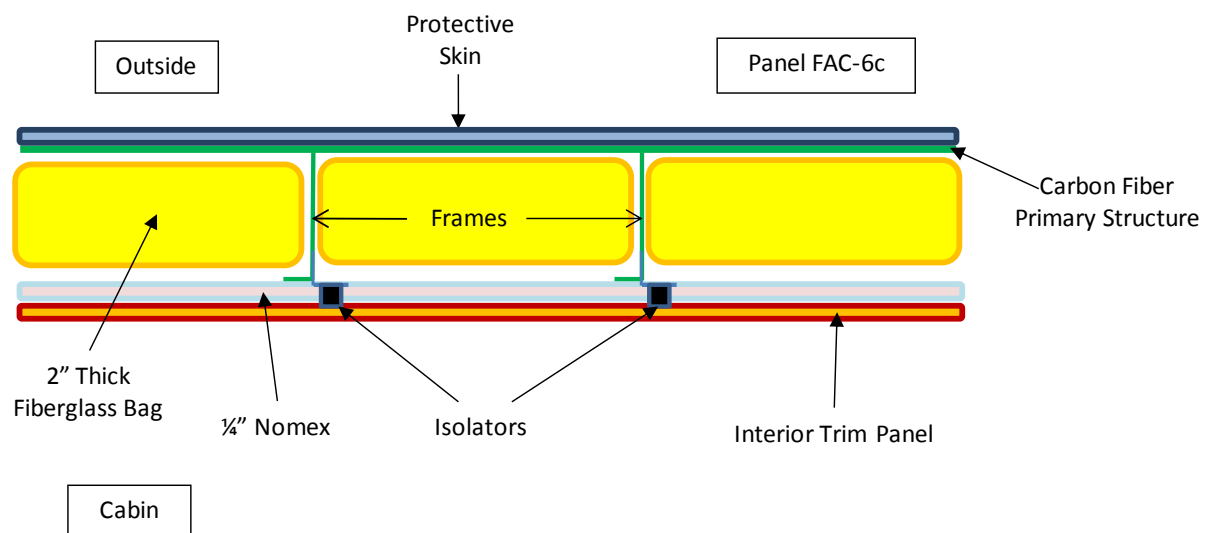 Protective
Skin
Outside
Panel FAC-6c
Carbon Fiber
Primary Structure
Frames
2” Thick
Fiberglass Bag
¼” Nomex
Isolators
Interior Trim Panel
Cabin